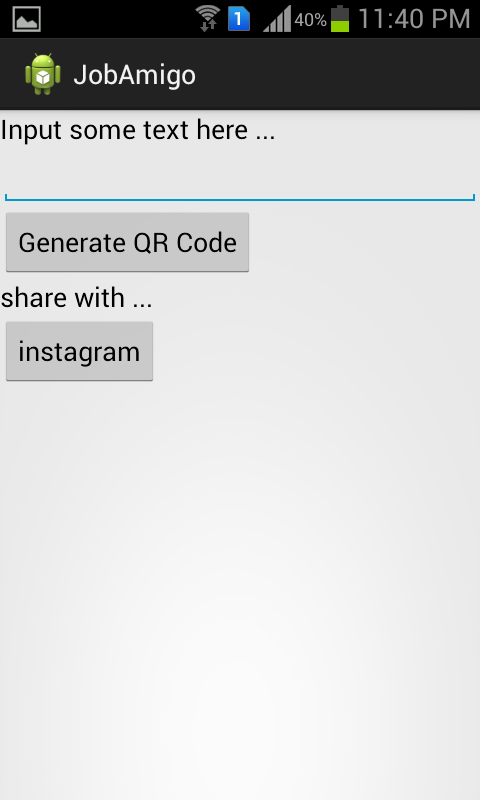 1 40% 11:40 PM
JobAmigo
Input some text here ...
Generate QR Code
share with ...
instagram